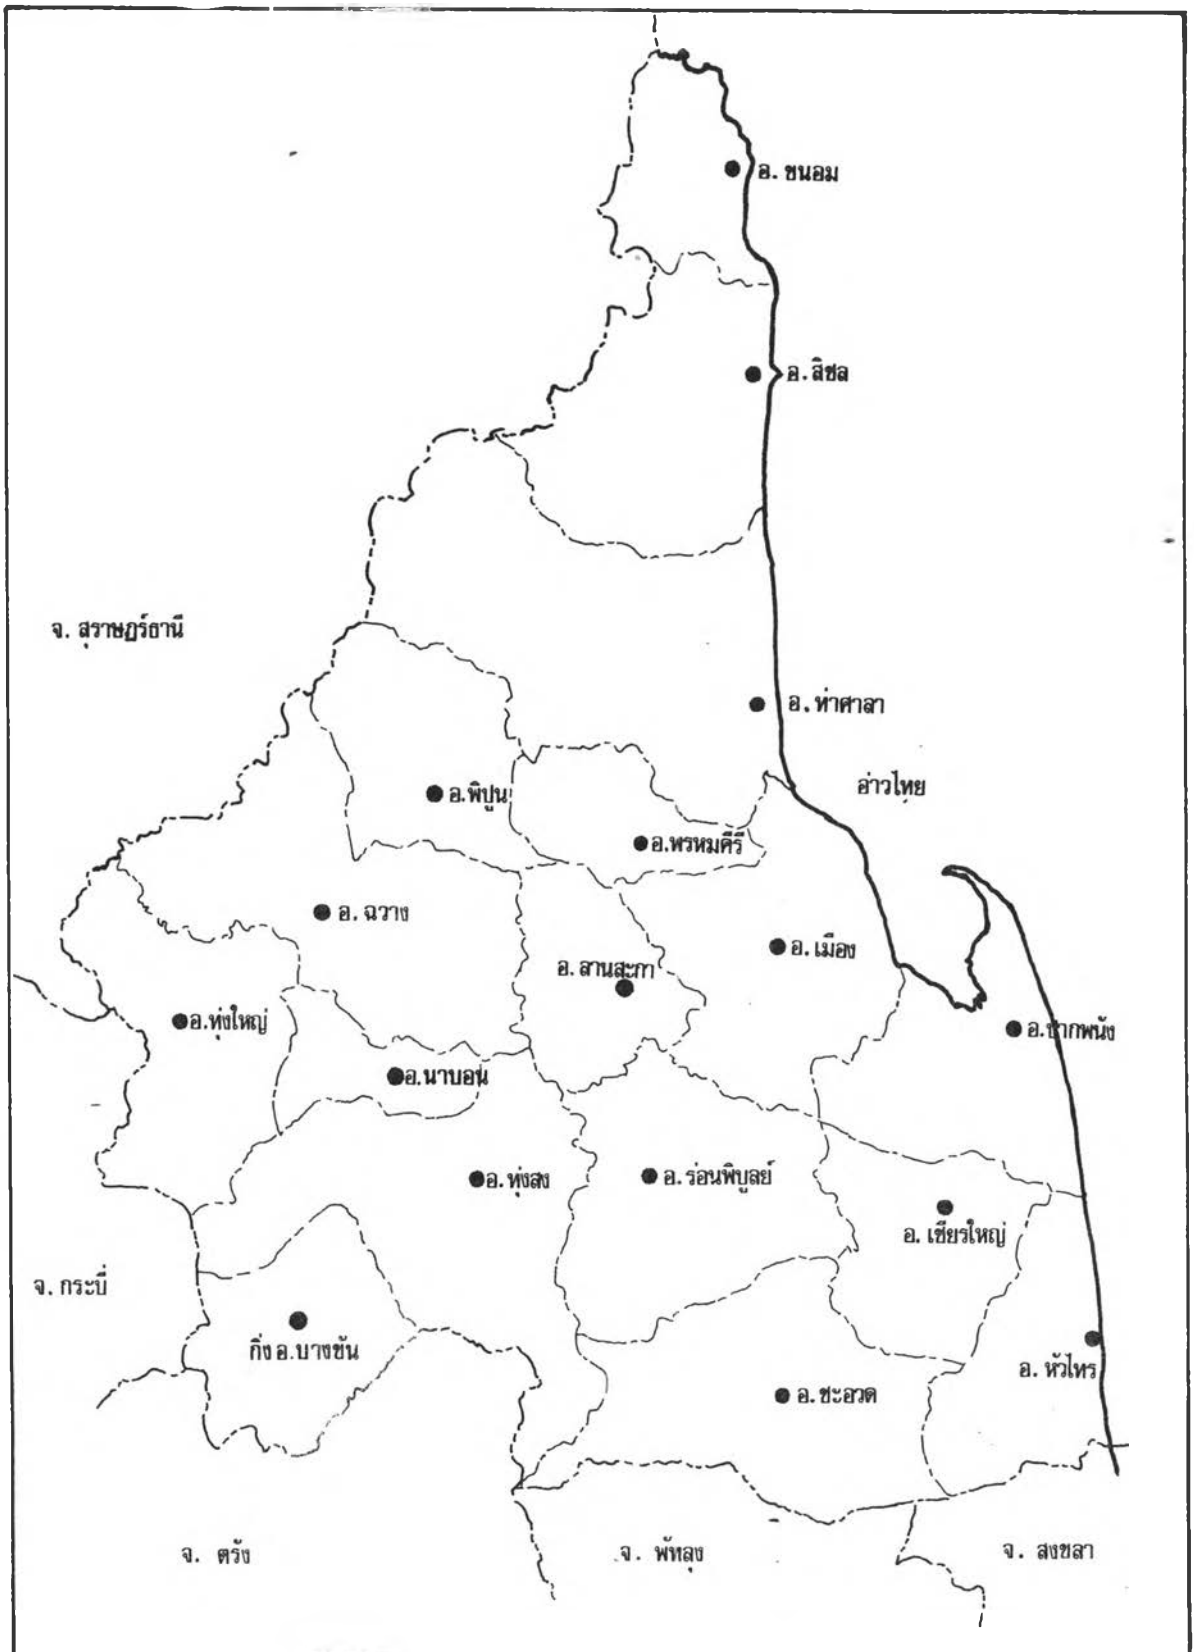 อ. ขนอม
อ. สิชล
จ. สุราษฎร์ธานี
อ. ท่าศาลา
อ่าวไทย
อ.พิปูน
อ.พรหมคีรี
อ. ฉวาง
อ. เมือง
อ. ลานสะกา
อ.ทุ่งใหญ่
อ.ปากพนัง
อ.นาบอน
อ. ทุ่งสง
อ. ร่อนพิบูลย์
อ. เชียรใหญ่
จ. กระบี่
กิ่ง อ.บางขัน
อ. หัวไทร
อ. ชะอวด
จ. ตรัง
จ. พัทลุง
จ. สงขลา